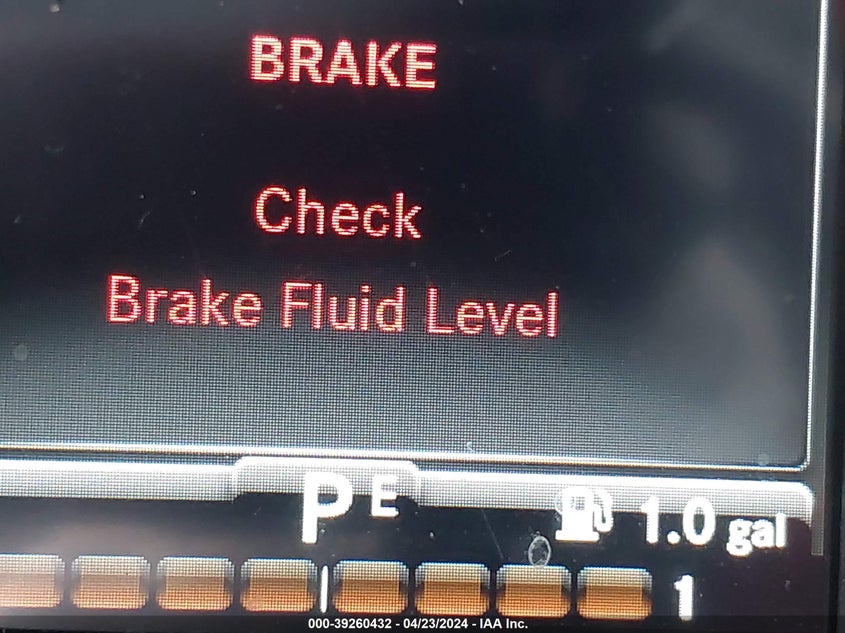 BRAKE
Check
Brake Fluid Level
P E 1.0 gal
1
000-39260432 - 04/23/2024 - IAA Inc.